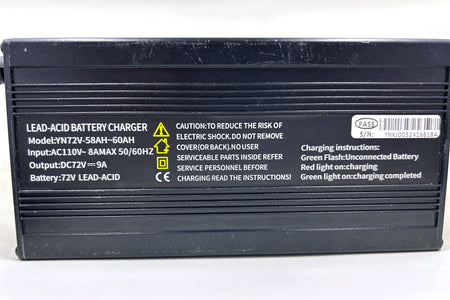 LEAD-ACID BATTERY CHARGER
Model:YN72V-58AH~60AH
Input:AC110V~ 8AMAX 50/60HZ
Output:DC72V⎓9A
Battery:72V LEAD-ACID
CAUTION:TO REDUCE THE RISK OF
ELECTRIC SHOCK.DO NOT REMOVE
COVER(OR BACK).NO USER
SERVICEABLE PARTS INSIDE REFER
SERVICE PERSONNEL BEFORE
CHARGING READ THE INSTRUCTIONS!
CE
PASS
S/N:
YNKJD052416618A
Charging instructions:
Green Flash:Unconnected Battery
Red light on:charging
Green light on:charging completed